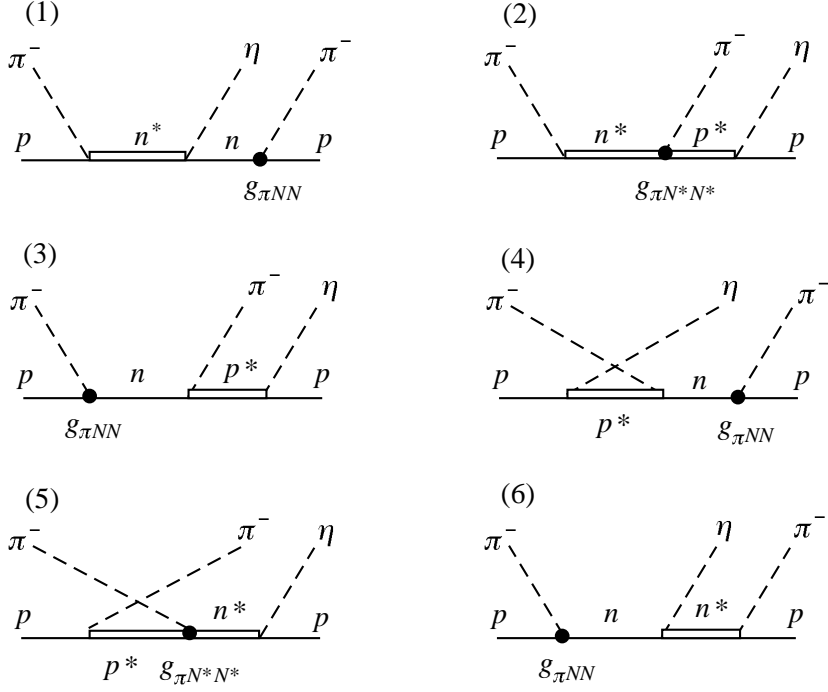 (1)
π⁻ η π⁻
p n* n p
g_πNN
(2)
π⁻ π⁻ η
p n* p* p
g_πN*N*
(3)
π⁻ π⁻ η
p n p* p
g_πNN
(4)
π⁻ η π⁻
p n p
p* g_πNN
(5)
π⁻ π⁻ η
p n* p
p* g_πN*N*
(6)
π⁻ η π⁻
p n n* p
g_πNN